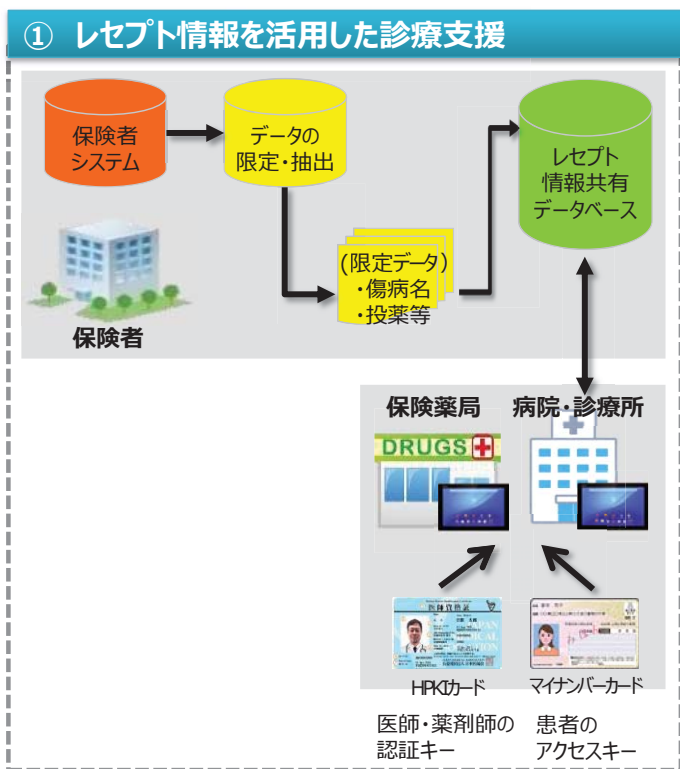 ① レセプト情報を活用した診療支援
保険者
システム
データの
限定・抽出
レセプト
情報共有
データベース
(限定データ)
・傷病名
・投薬等
保険者
保険薬局
病院・診療所
DRUGS
医師資格証
HPKIカード
マイナンバーカード
医師・薬剤師の
認証キー
患者の
アクセスキー